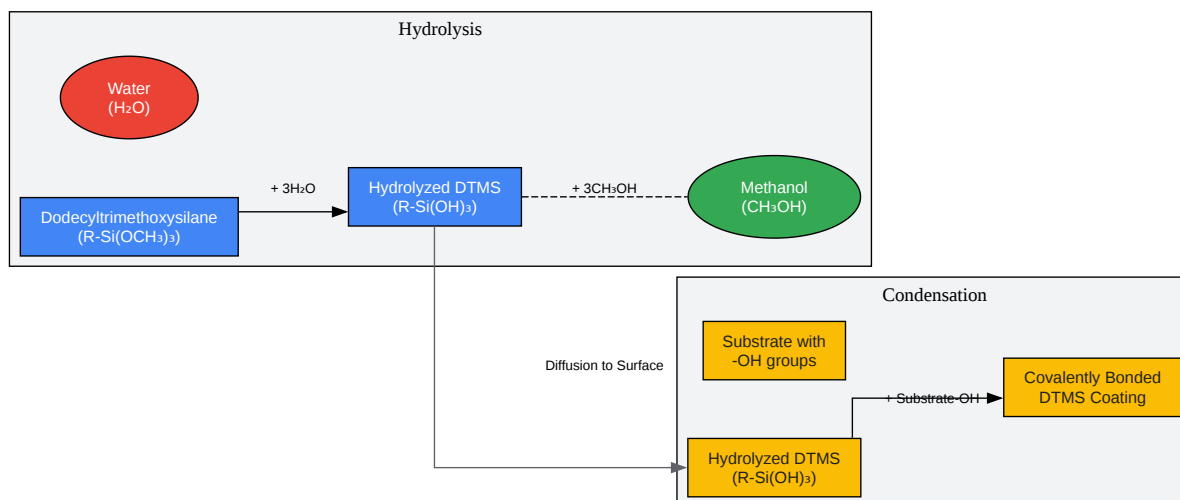 Hydrolysis
Water
(H₂O)
Dodecyltrimethoxysilane
(R-Si(OCH₃)₃)
+ 3H₂O
Hydrolyzed DTMS
(R-Si(OH)₃)
+ 3CH₃OH
Methanol
(CH₃OH)
Diffusion to Surface
Condensation
Substrate with
-OH groups
Hydrolyzed DTMS
(R-Si(OH)₃)
+ Substrate-OH
Covalently Bonded
DTMS Coating